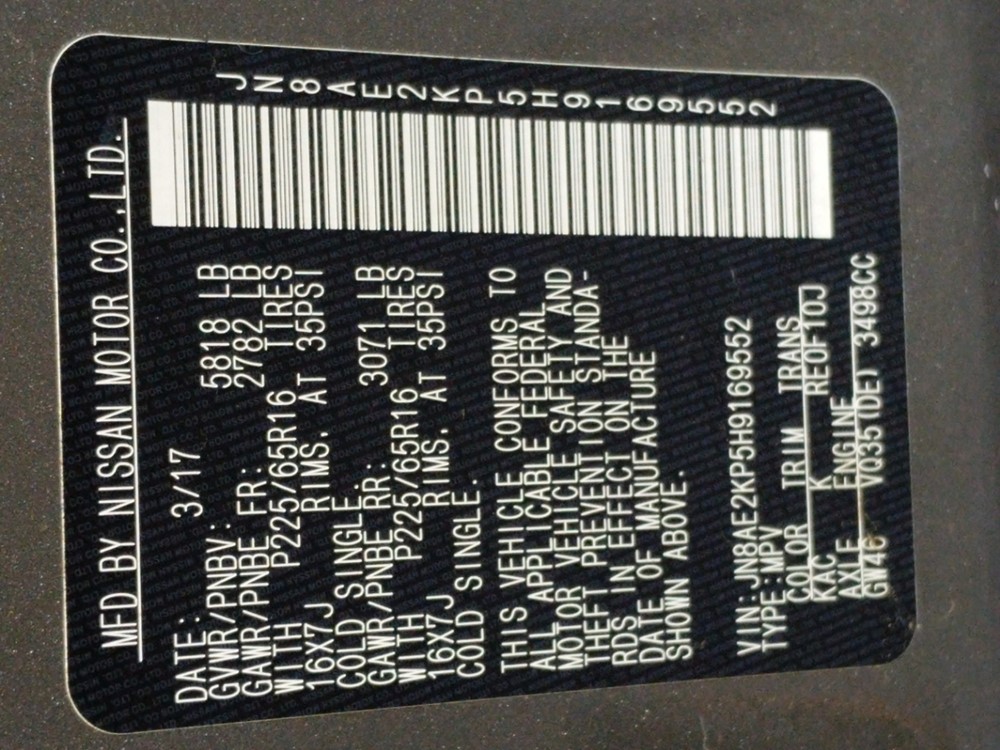 MFD BY NISSAN MOTOR CO.,LTD.
JN8AE2KP5H9169552
DATE: 3/17
GVWR/PNBV: 5818 LB
GAWR/PNBE FR: 2782 LB
WITH P225/65R16 TIRES
16X7J RIMS. AT 35PSI
COLD SINGLE.
GAWR/PNBE RR: 3071 LB
WITH P225/65R16 TIRES
16X7J RIMS. AT 35PSI
COLD SINGLE.
THIS VEHICLE CONFORMS TO
ALL APPLICABLE FEDERAL
MOTOR VEHICLE SAFETY AND
THEFT PREVENTION STANDA-
RDS IN EFFECT ON THE
DATE OF MANUFACTURE
SHOWN ABOVE.
VIN:JN8AE2KP5H9169552
TYPE:MPV
COLOR TRIM TRANS
KAC K REOF10J
AXLE ENGINE
GW46 VQ35(DE) 3498CC